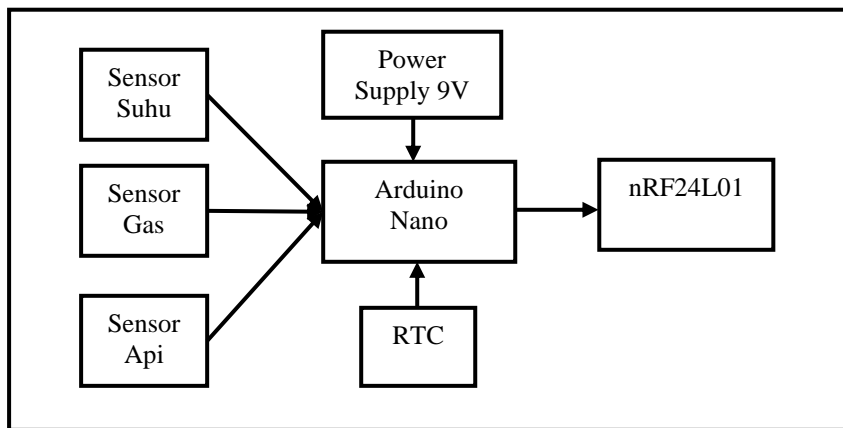 Sensor
Suhu
Power
Supply 9V
Sensor
Gas
Arduino
Nano
nRF24L01
Sensor
Api
RTC